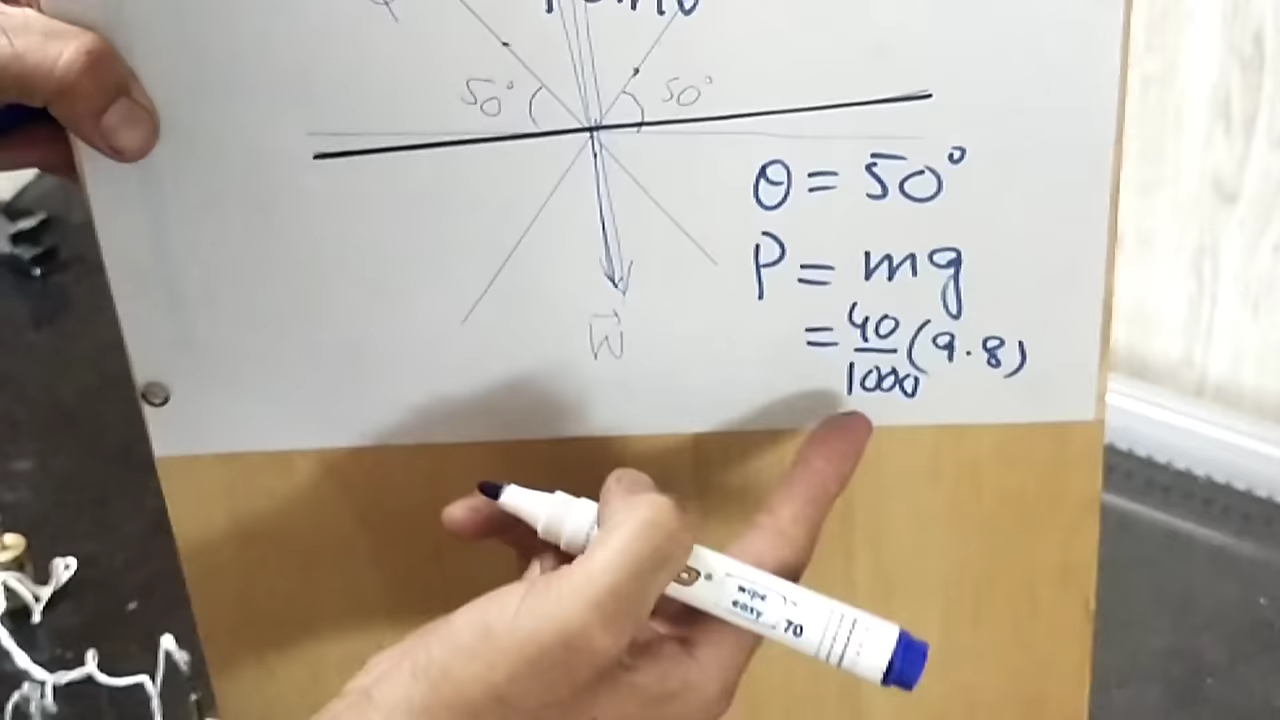 50° 50°
θ = 50°
P = mg
= 40/1000 (9.8)
W⃗
wipe
easy 70